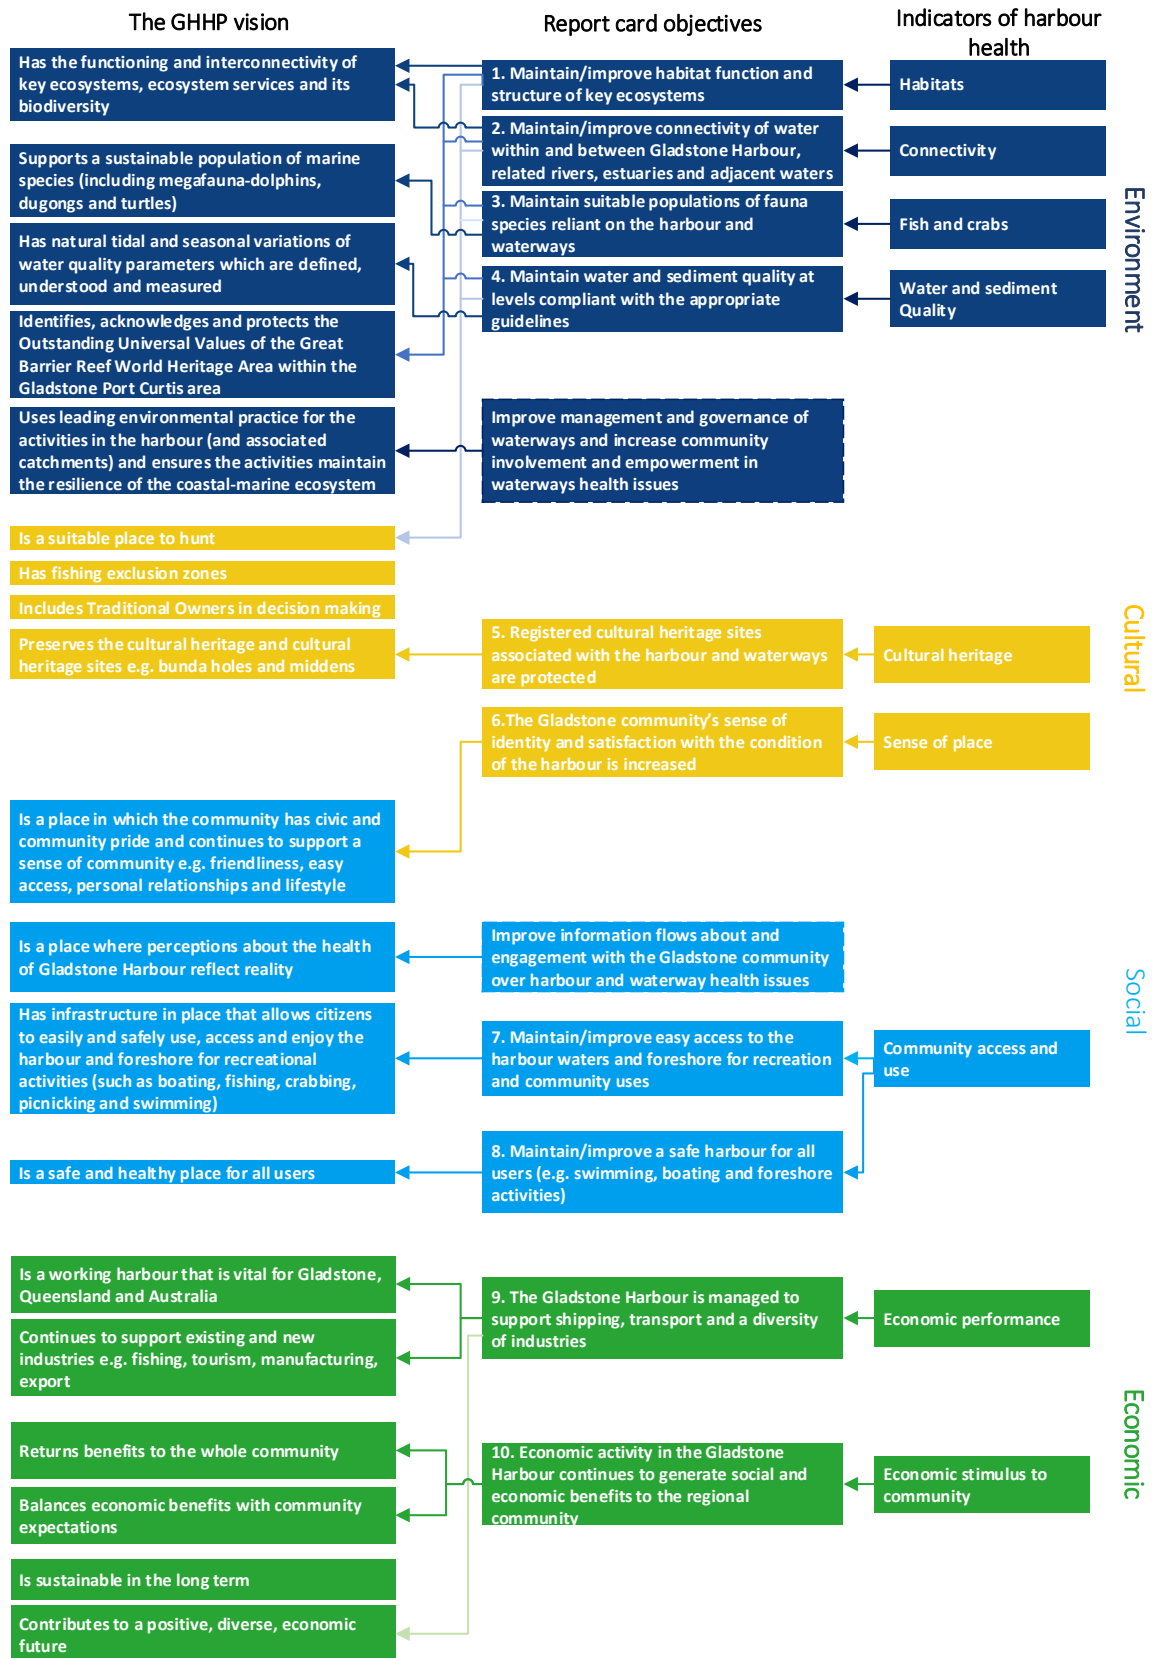 The GHHP vision
Report card objectives
Indicators of harbour
health
Has the functioning and interconnectivity of
key ecosystems, ecosystem services and its
biodiversity
Supports a sustainable population of marine
species (including megafauna-dolphins,
dugongs and turtles)
Has natural tidal and seasonal variations of
water quality parameters which are defined,
understood and measured
Identifies, acknowledges and protects the
Outstanding Universal Values of the Great
Barrier Reef World Heritage Area within the
Gladstone Port Curtis area
Uses leading environmental practice for the
activities in the harbour (and associated
catchments) and ensures the activities maintain
the resilience of the coastal-marine ecosystem
1. Maintain/improve habitat function and
structure of key ecosystems
2. Maintain/improve connectivity of water
within and between Gladstone Harbour,
related rivers, estuaries and adjacent waters
3. Maintain suitable populations of fauna
species reliant on the harbour and
waterways
4. Maintain water and sediment quality at
levels compliant with the appropriate
guidelines
Improve management and governance of
waterways and increase community
involvement and empowerment in
waterways health issues
Habitats
Connectivity
Fish and crabs
Water and sediment
Quality
Environment
Is a suitable place to hunt
Has fishing exclusion zones
Includes Traditional Owners in decision making
Preserves the cultural heritage and cultural
heritage sites e.g. bunda holes and middens
5. Registered cultural heritage sites
associated with the harbour and waterways
are protected
6.The Gladstone community's sense of
identity and satisfaction with the condition
of the harbour is increased
Cultural heritage
Sense of place
Cultural
Is a place in which the community has civic and
community pride and continues to support a
sense of community e.g. friendliness, easy
access, personal relationships and lifestyle
Is a place where perceptions about the health
of Gladstone Harbour reflect reality
Has infrastructure in place that allows citizens
to easily and safely use, access and enjoy the
harbour and foreshore for recreational
activities (such as boating, fishing, crabbing,
picnicking and swimming)
Is a safe and healthy place for all users
Improve information flows about and
engagement with the Gladstone community
over harbour and waterway health issues
7. Maintain/improve easy access to the
harbour waters and foreshore for recreation
and community uses
8. Maintain/improve a safe harbour for all
users (e.g. swimming, boating and foreshore
activities)
Community access and
use
Social
Is a working harbour that is vital for Gladstone,
Queensland and Australia
Continues to support existing and new
industries e.g. fishing, tourism, manufacturing,
export
Returns benefits to the whole community
Balances economic benefits with community
expectations
Is sustainable in the long term
Contributes to a positive, diverse, economic
future
9. The Gladstone Harbour is managed to
support shipping, transport and a diversity
of industries
10. Economic activity in the Gladstone
Harbour continues to generate social and
economic benefits to the regional
community
Economic performance
Economic stimulus to
community
Economic